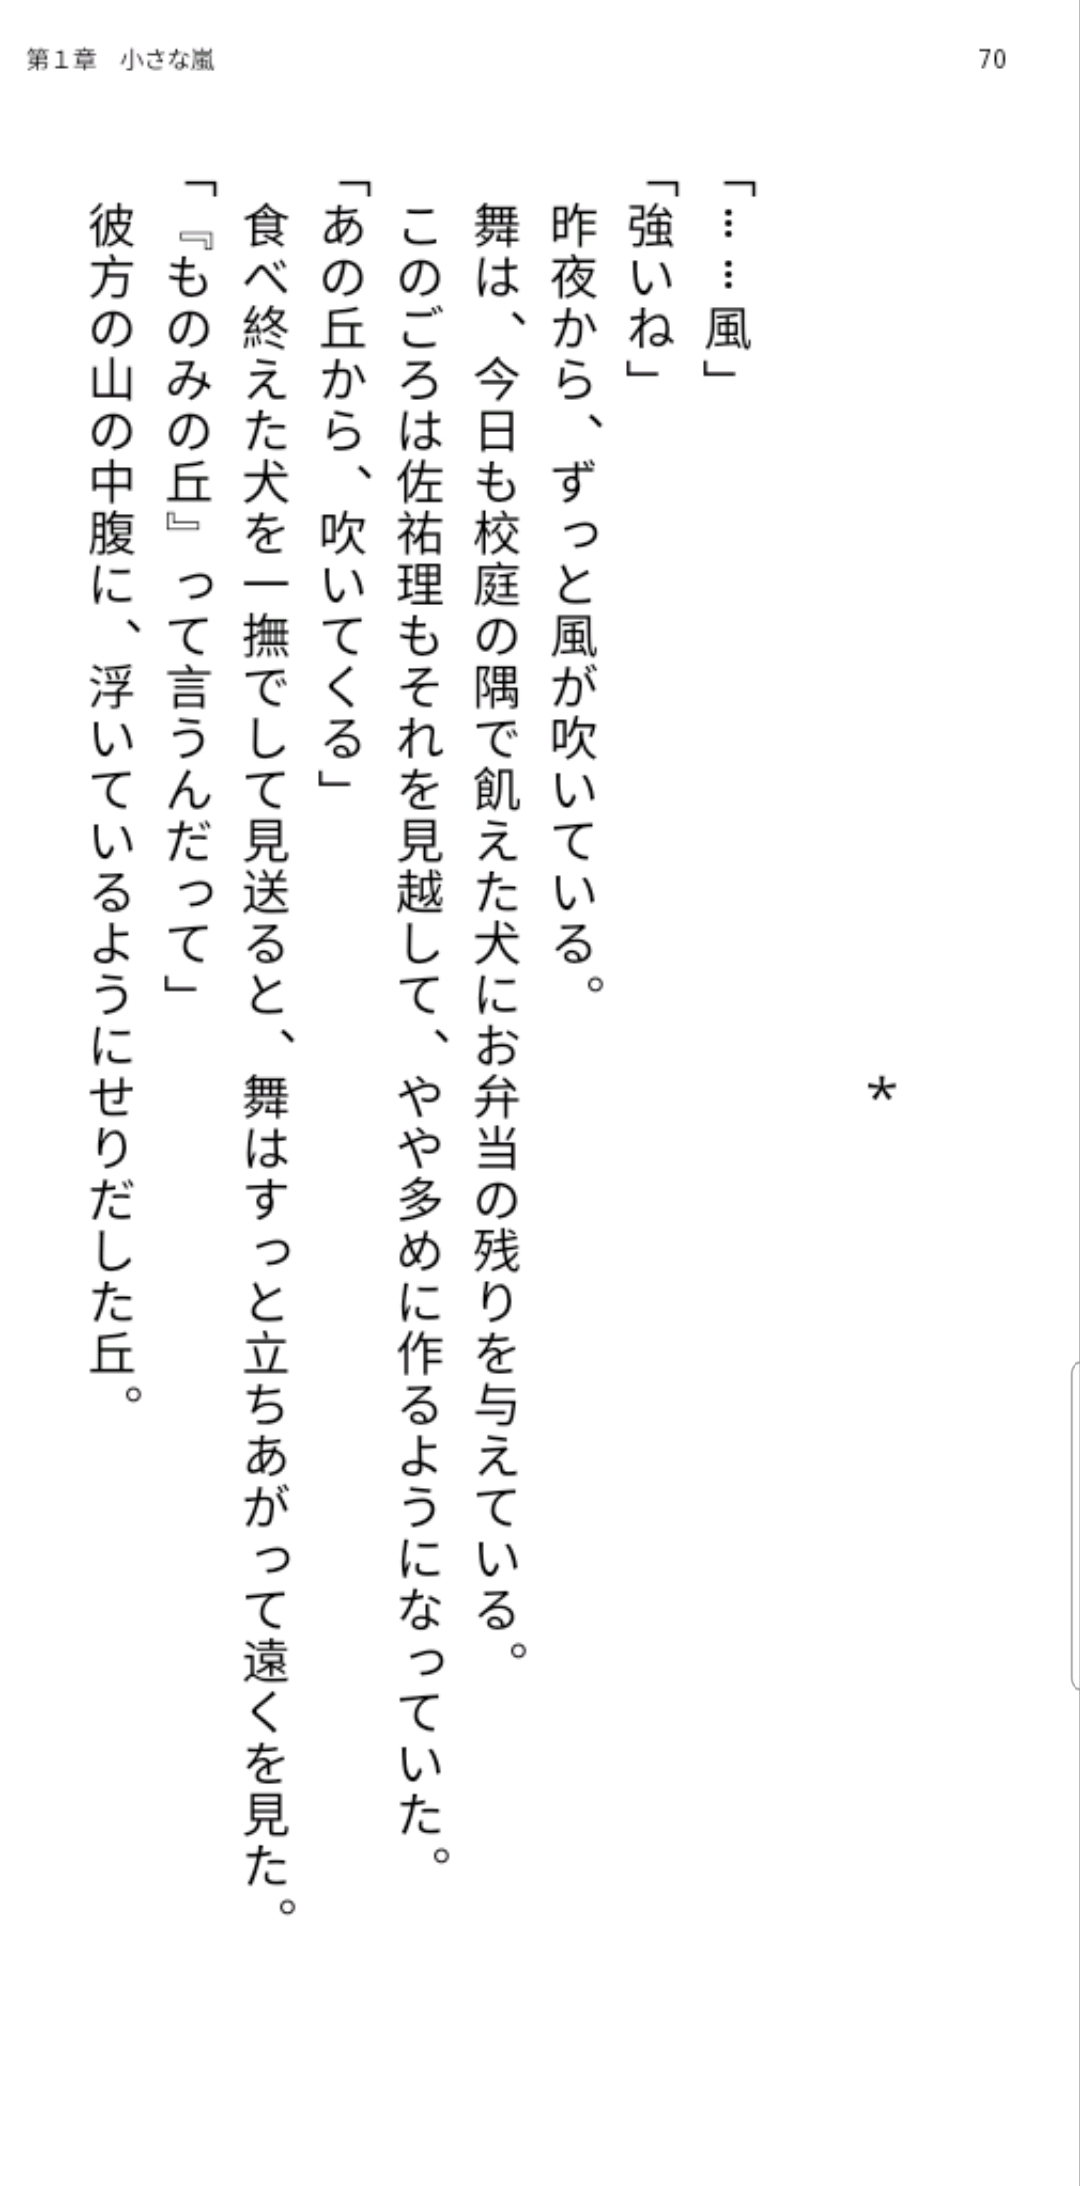 第１章　小さな嵐
70
*
「……風」
「強いね」
昨夜から、ずっと風が吹いている。
舞は、今日も校庭の隅で飢えた犬にお弁当の残りを与えている。
このごろは佐祐理もそれを見越して、やや多めに作るようになっていた。
「あの丘から、吹いてくる」
食べ終えた犬を一撫でして見送ると、舞はすっと立ちあがって遠くを見た。
「『ものみの丘』って言うんだって」
彼方の山の中腹に、浮いているようにせりだした丘。